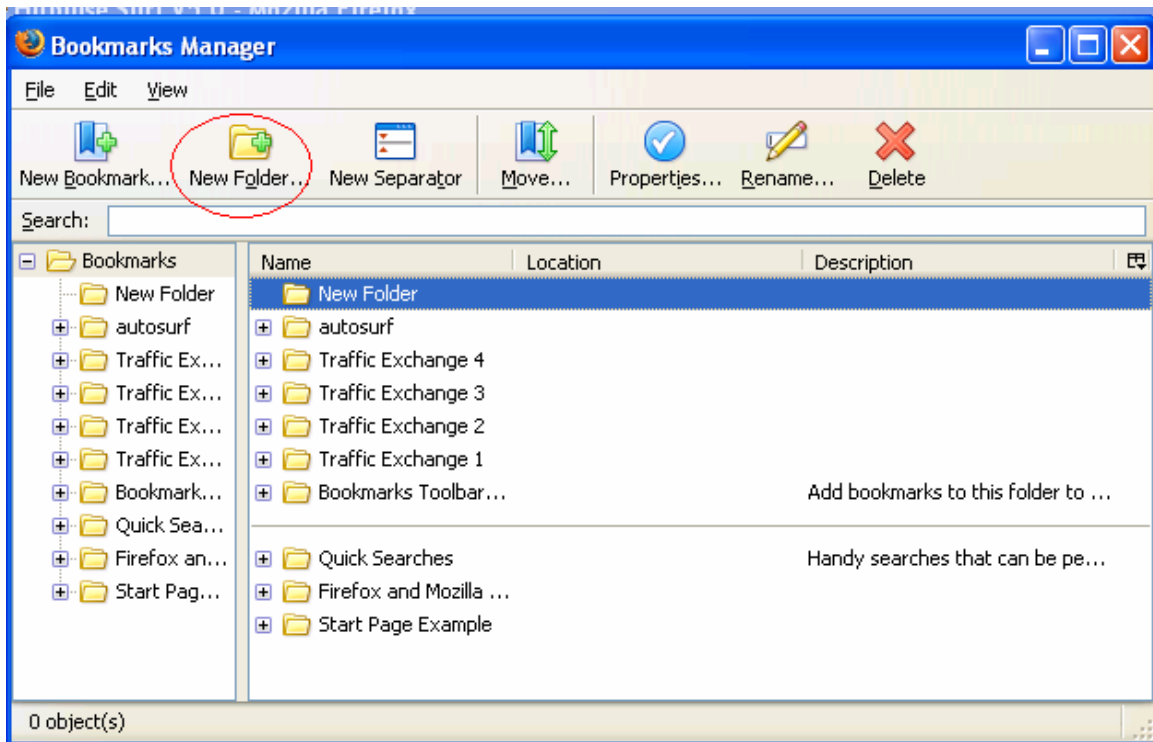 Bookmarks Manager
File Edit View
New Bookmark... New Folder... New Separator Move... Properties... Rename... Delete
Search:
Bookmarks Name Location Description
New Folder New Folder
autosurf autosurf
Traffic Ex... Traffic Exchange 4
Traffic Ex... Traffic Exchange 3
Traffic Ex... Traffic Exchange 2
Traffic Ex... Traffic Exchange 1
Bookmark... Bookmarks Toolbar... Add bookmarks to this folder to ...
Quick Sea...
Firefox an... Quick Searches Handy searches that can be pe...
Start Pag... Firefox and Mozilla ...
Start Page Example
0 object(s)